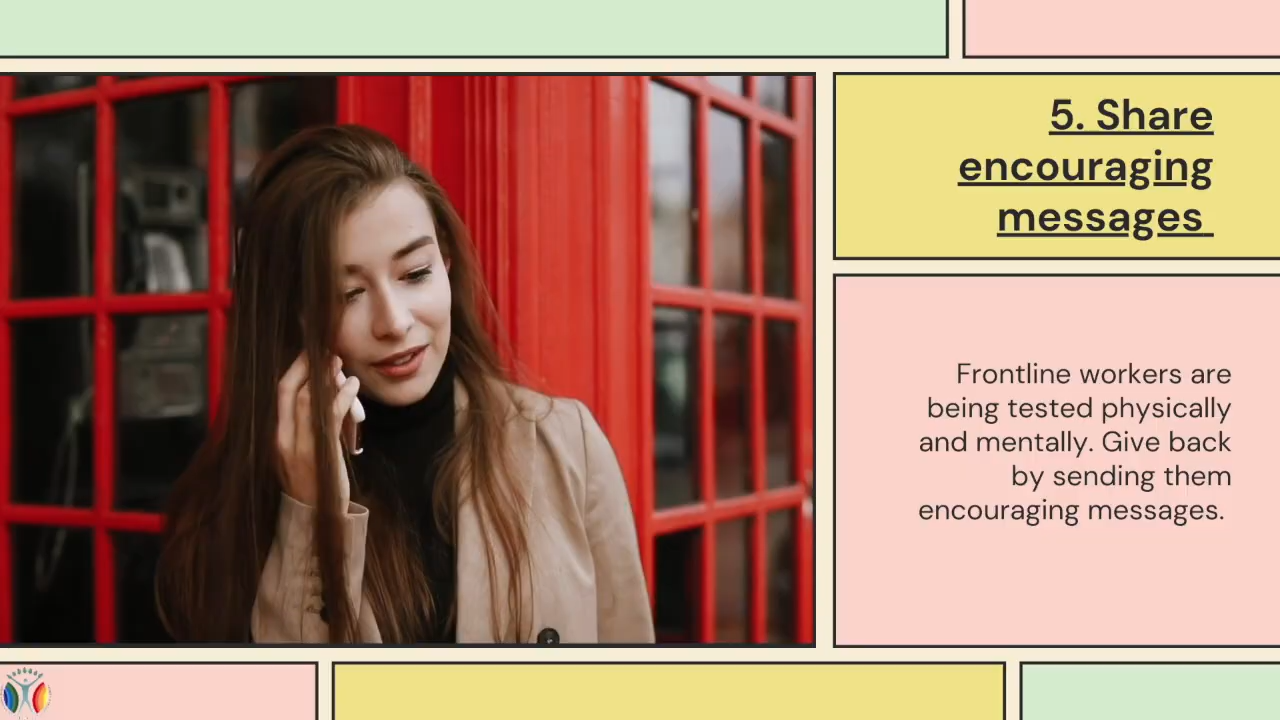 5. Share
encouraging
messages
Frontline workers are
being tested physically
and mentally. Give back
by sending them
encouraging messages.